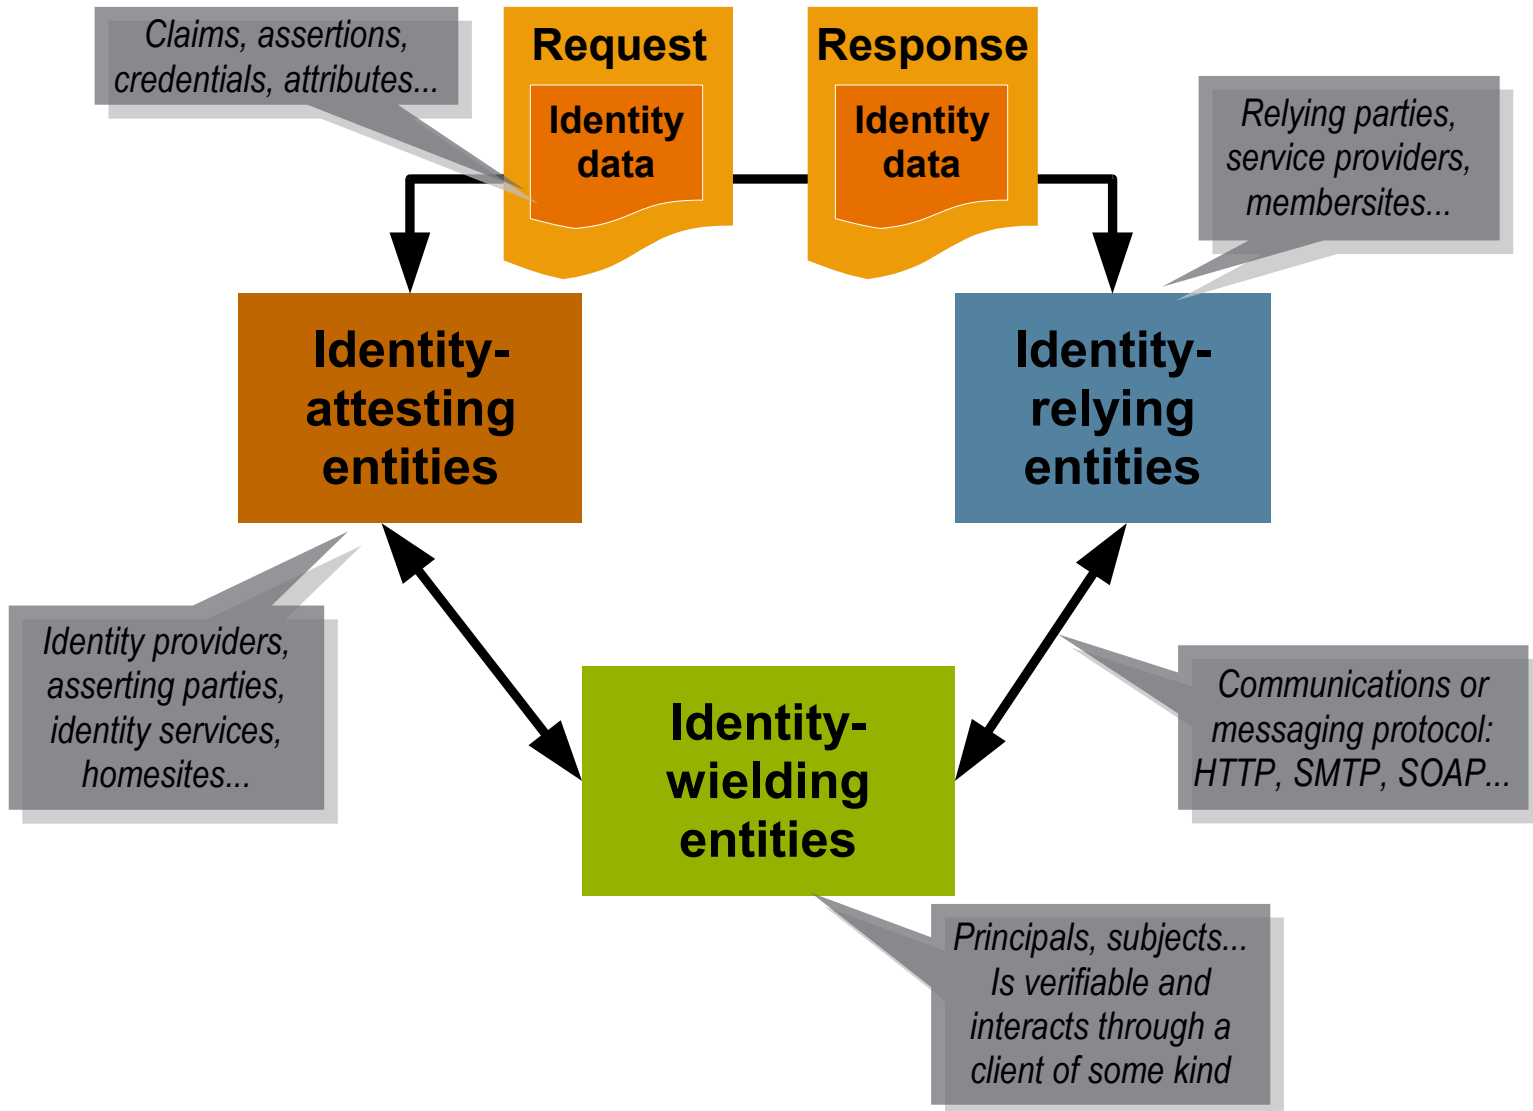 Claims, assertions,
credentials, attributes...
Request
Identity
data
Response
Identity
data
Relying parties,
service providers,
membersites...
Identity-
attesting
entities
Identity-
relying
entities
Identity providers,
asserting parties,
identity services,
homesites...
Identity-
wielding
entities
Communications or
messaging protocol:
HTTP, SMTP, SOAP...
Principals, subjects...
Is verifiable and
interacts through a
client of some kind